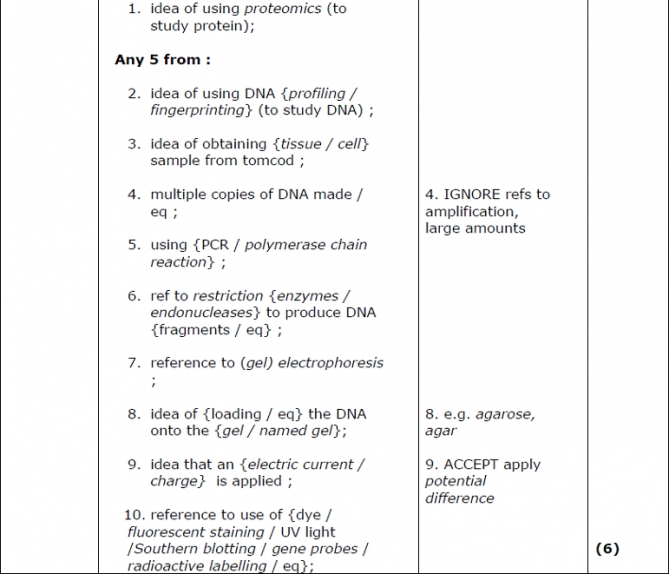 1. idea of using proteomics (to
study protein);
Any 5 from :
2. idea of using DNA {profiling /
fingerprinting} (to study DNA) ;
3. idea of obtaining {tissue / cell}
sample from tomcod ;
4. multiple copies of DNA made /
eq ;
4. IGNORE refs to
amplification,
large amounts
5. using {PCR / polymerase chain
reaction} ;
6. ref to restriction {enzymes /
endonucleases} to produce DNA
{fragments / eq} ;
7. reference to (gel) electrophoresis
;
8. idea of {loading / eq} the DNA
onto the {gel / named gel};
8. e.g. agarose,
agar
9. idea that an {electric current /
charge} is applied ;
9. ACCEPT apply
potential
difference
10. reference to use of {dye /
fluorescent staining / UV light
/Southern blotting / gene probes /
radioactive labelling / eq};
(6)